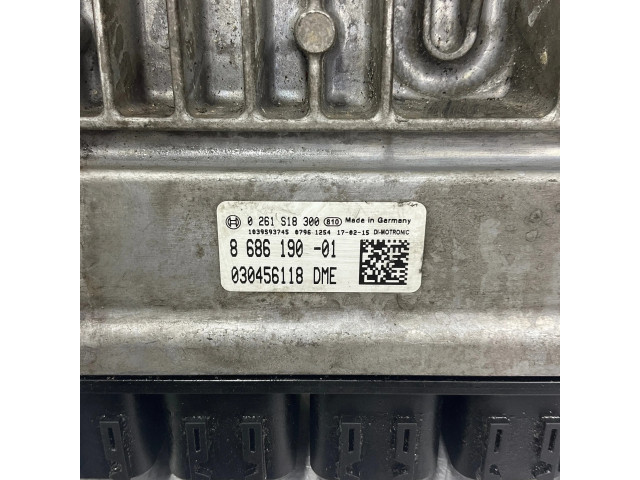 0 261 S18 300 810 Made in Germany
1039S93745 0796 1254 17-02-15 DI-MOTRONIC
8 686 190 -01
030456118 DME